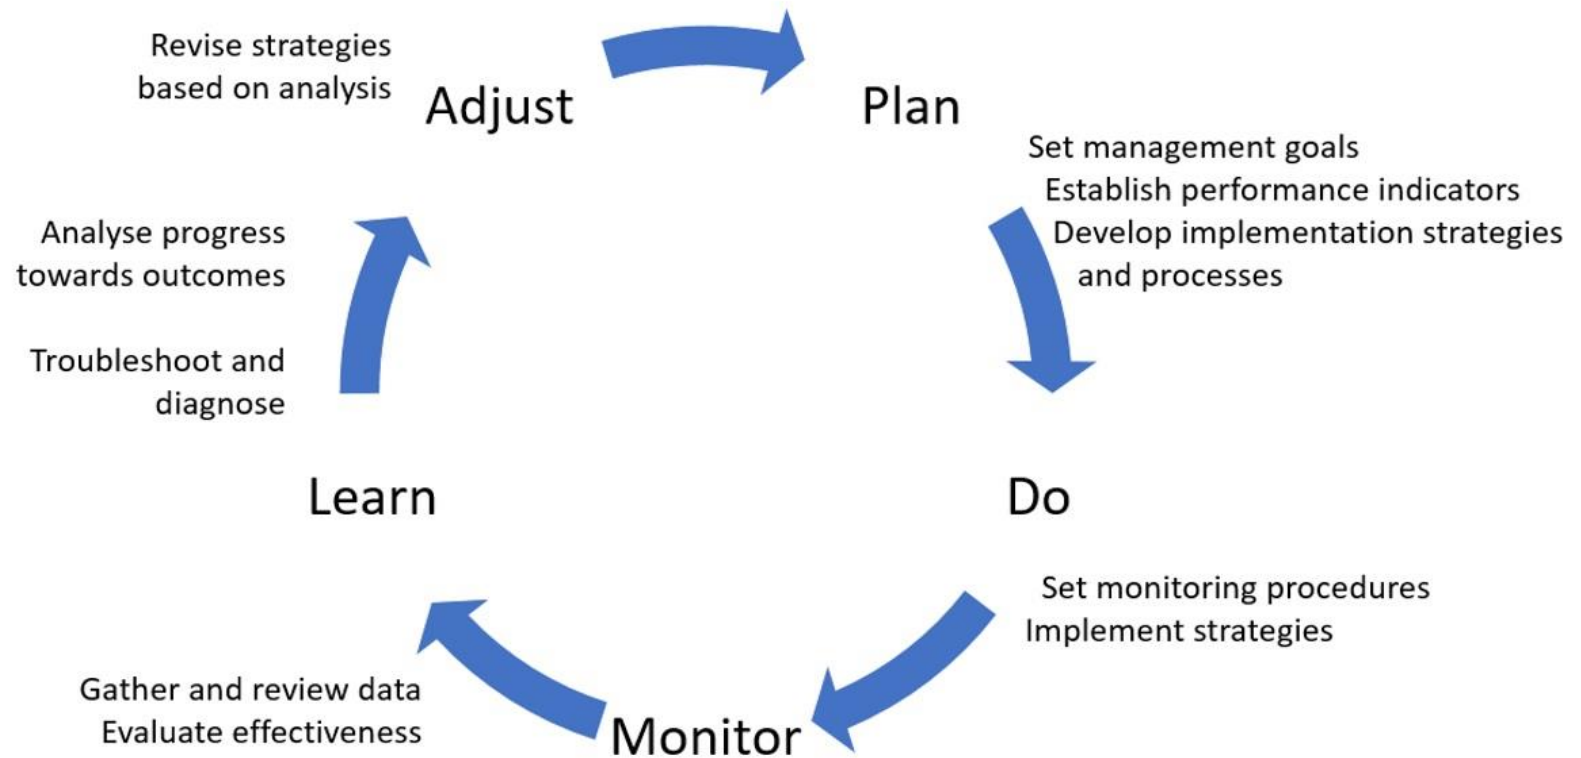 Adjust
Revise strategies
based on analysis
Plan
Set management goals
Establish performance indicators
Develop implementation strategies
and processes
Do
Set monitoring procedures
Implement strategies
Monitor
Gather and review data
Evaluate effectiveness
Learn
Analyse progress
towards outcomes
Troubleshoot and
diagnose